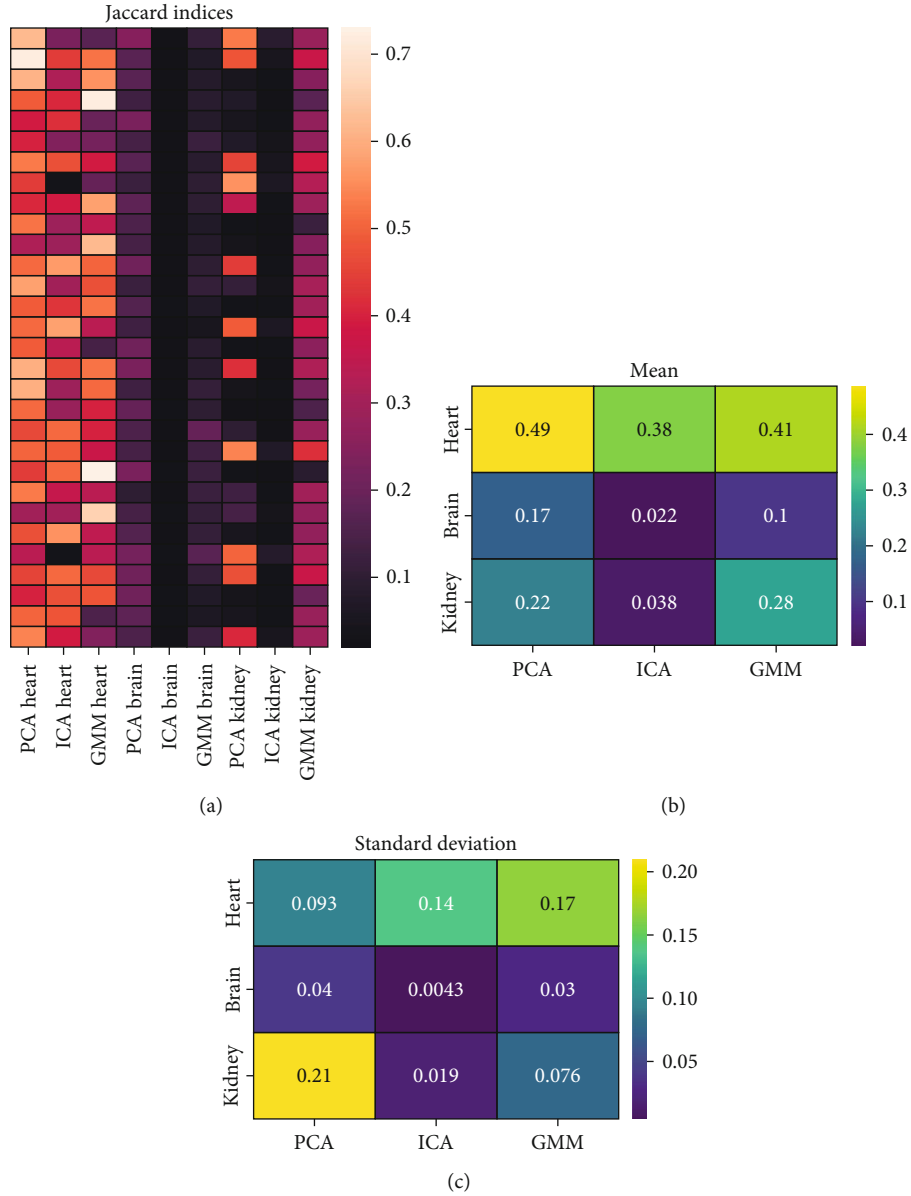 Jaccard indices
0.7
0.6
0.5
0.4
0.3
0.2
0.1
PCA heart
ICA heart
GMM heart
PCA brain
ICA brain
GMM brain
PCA kidney
ICA kidney
GMM kidney
(a)
Mean
Heart
0.49 0.38 0.41
Brain
0.17 0.022 0.1
Kidney
0.22 0.038 0.28
PCA ICA GMM
0.4
0.3
0.2
0.1
(b)
Standard deviation
Heart
0.093 0.14 0.17
Brain
0.04 0.0043 0.03
Kidney
0.21 0.019 0.076
PCA ICA GMM
0.20
0.15
0.10
0.05
(c)